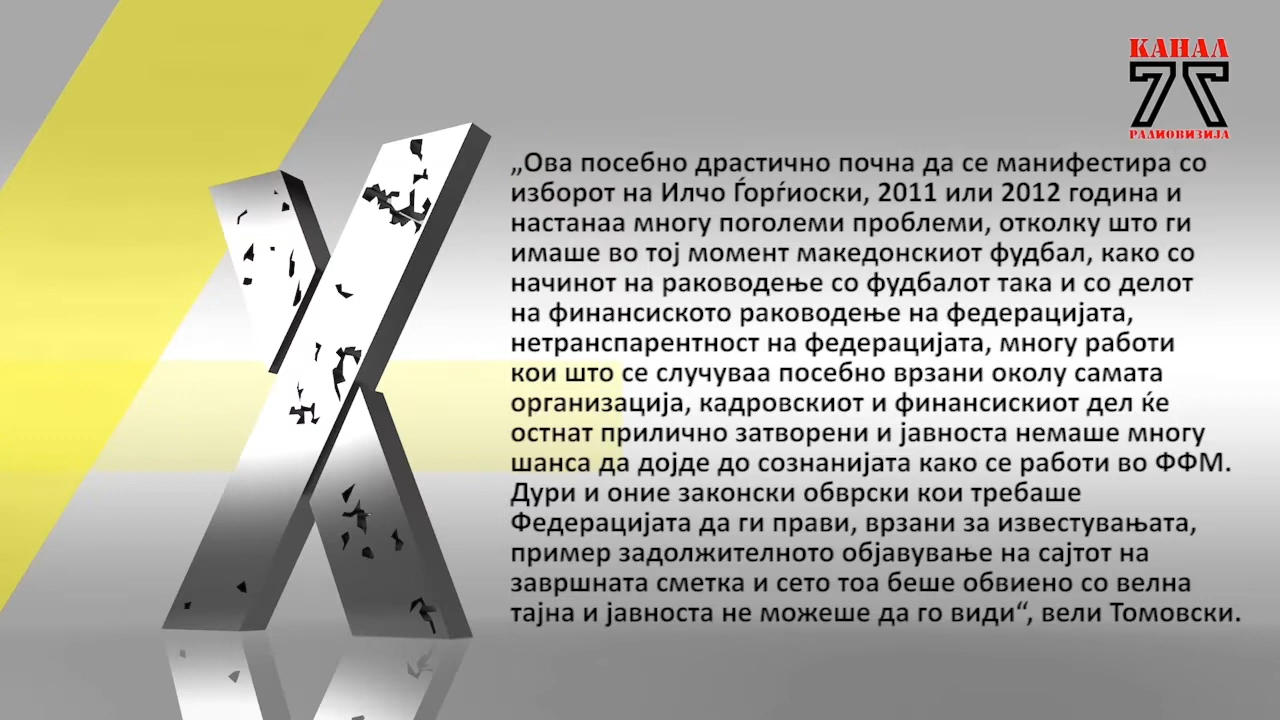 КАНАЛ
77
РАДИОВИЗИЈА
„Ова посебно драстично почна да се манифестира со
изборот на Илчо Ѓорѓиоски, 2011 или 2012 година и
настанаа многу поголеми проблеми, отколку што ги
имаше во тој момент македонскиот фудбал, како со
начинот на раководење со фудбалот така и со делот
на финансиското раководење на федерацијата,
нетранспарентност на федерацијата, многу работи
кои што се случуваа посебно врзани околу самата
организација, кадровскиот и финансискиот дел ќе
остнат прилично затворени и јавноста немаше многу
шанса да дојде до сознанијата како се работи во ФФМ.
Дури и оние законски обврски кои требаше
Федерацијата да ги прави, врзани за известувањата,
пример задолжителното објавување на сајтот на
завршната сметка и сето тоа беше обвиено со велна
тајна и јавноста не можеше да го види“, вели Томовски.